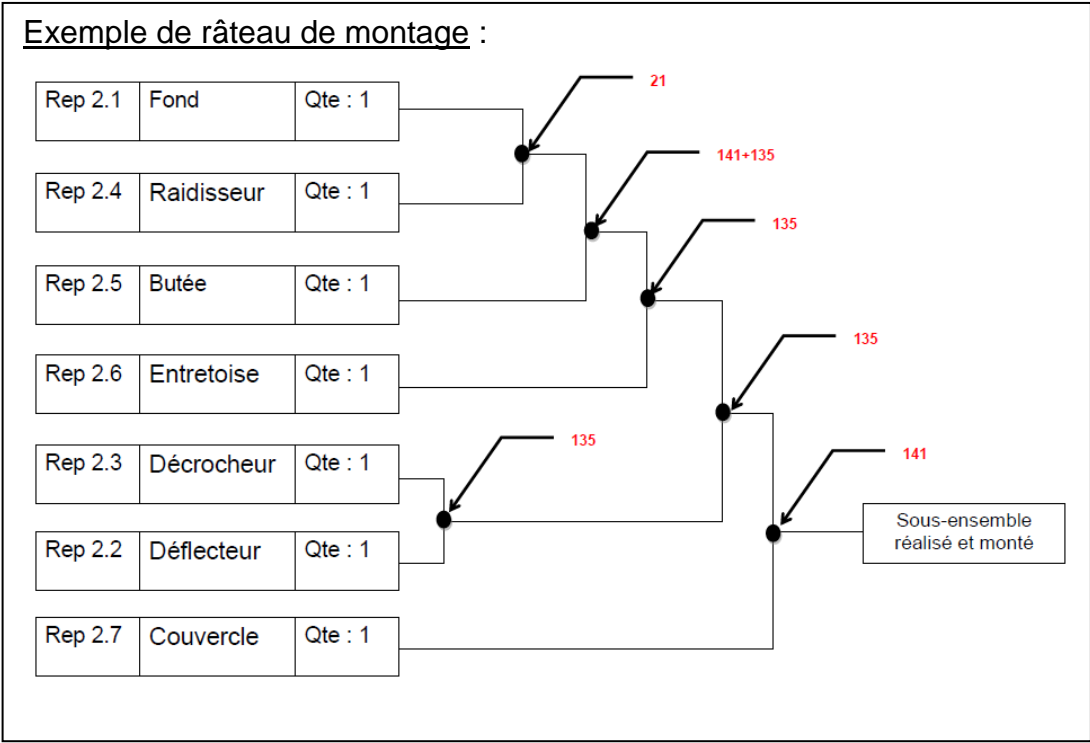 Exemple de râteau de montage :
21
Rep 2.1 Fond Qte : 1
141+135
Rep 2.4 Raidisseur Qte : 1
135
Rep 2.5 Butée Qte : 1
135
Rep 2.6 Entretoise Qte : 1
135
141
Rep 2.3 Décrocheur Qte : 1
Sous-ensemble
réalisé et monté
Rep 2.2 Déflecteur Qte : 1
Rep 2.7 Couvercle Qte : 1